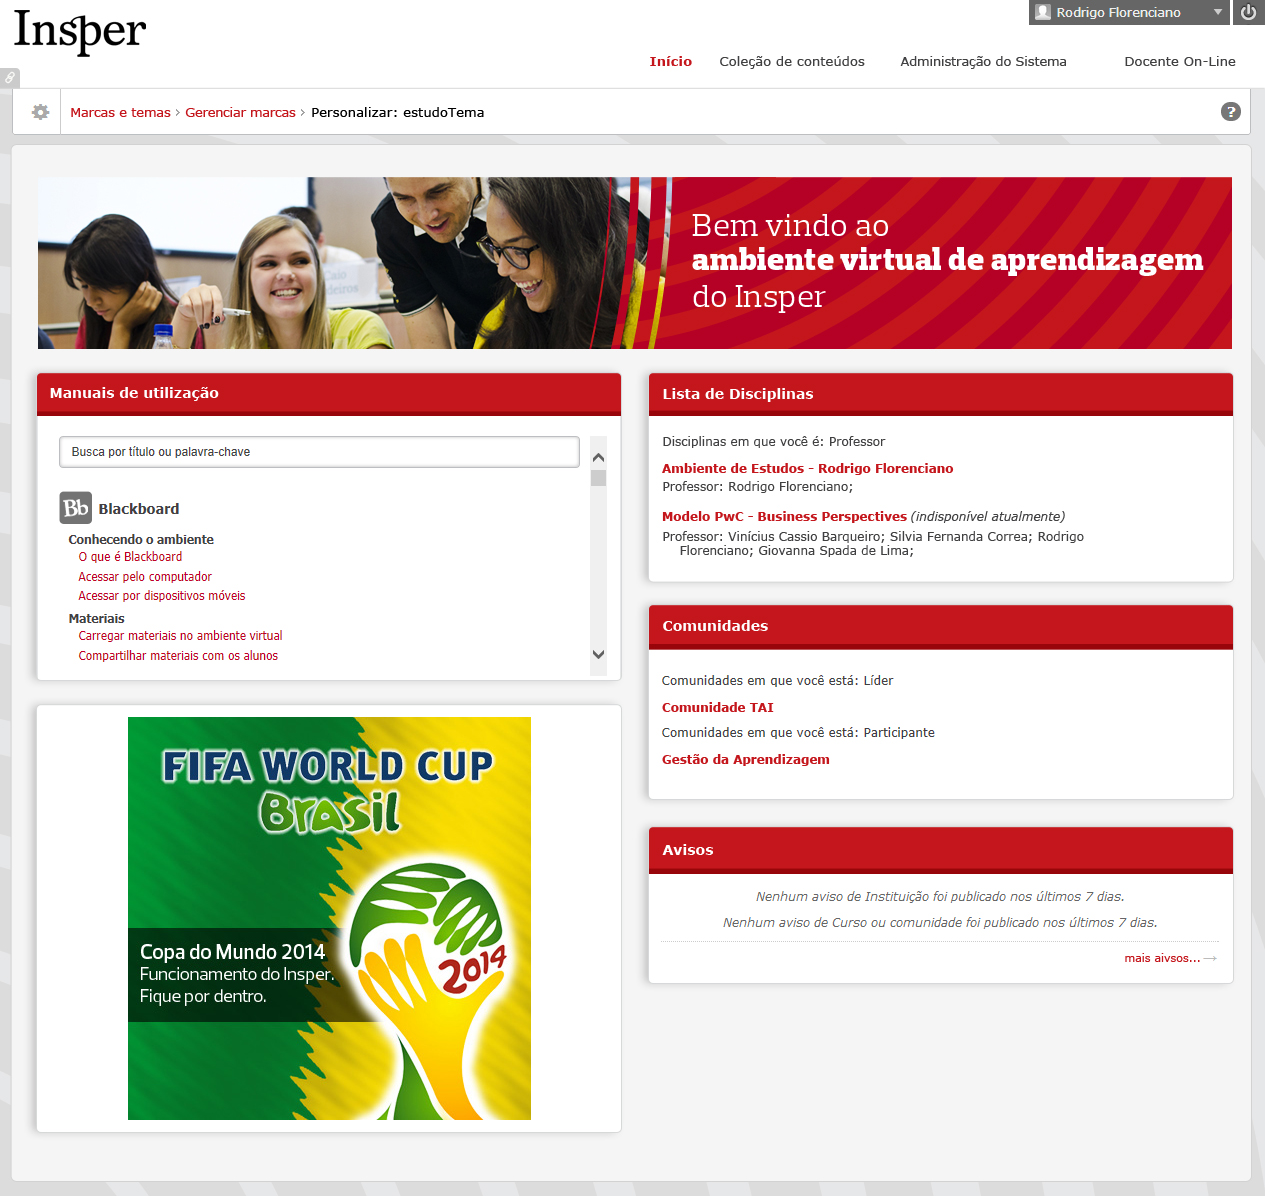 Insper
Rodrigo Florenciano
Início Coleção de conteúdos Administração do Sistema Docente On-Line
Marcas e temas › Gerenciar marcas › Personalizar: estudoTema
?
Bem vindo ao
ambiente virtual de aprendizagem
do Insper
Manuais de utilização
Busca por título ou palavra-chave
Bb Blackboard
Conhecendo o ambiente
O que é Blackboard
Acessar pelo computador
Acessar por dispositivos móveis
Materiais
Carregar materiais no ambiente virtual
Compartilhar materiais com os alunos
FIFA WORLD CUP
Brasil
2014
Copa do Mundo 2014
Funcionamento do Insper.
Fique por dentro.
Lista de Disciplinas
Disciplinas em que você é: Professor
Ambiente de Estudos - Rodrigo Florenciano
Professor: Rodrigo Florenciano;
Modelo PwC - Business Perspectives (indisponível atualmente)
Professor: Vinícius Cassio Barqueiro; Silvia Fernanda Correa; Rodrigo
Florenciano; Giovanna Spada de Lima;
Comunidades
Comunidades em que você está: Líder
Comunidade TAI
Comunidades em que você está: Participante
Gestão da Aprendizagem
Avisos
Nenhum aviso de Instituição foi publicado nos últimos 7 dias.
Nenhum aviso de Curso ou comunidade foi publicado nos últimos 7 dias.
mais aivsos... →